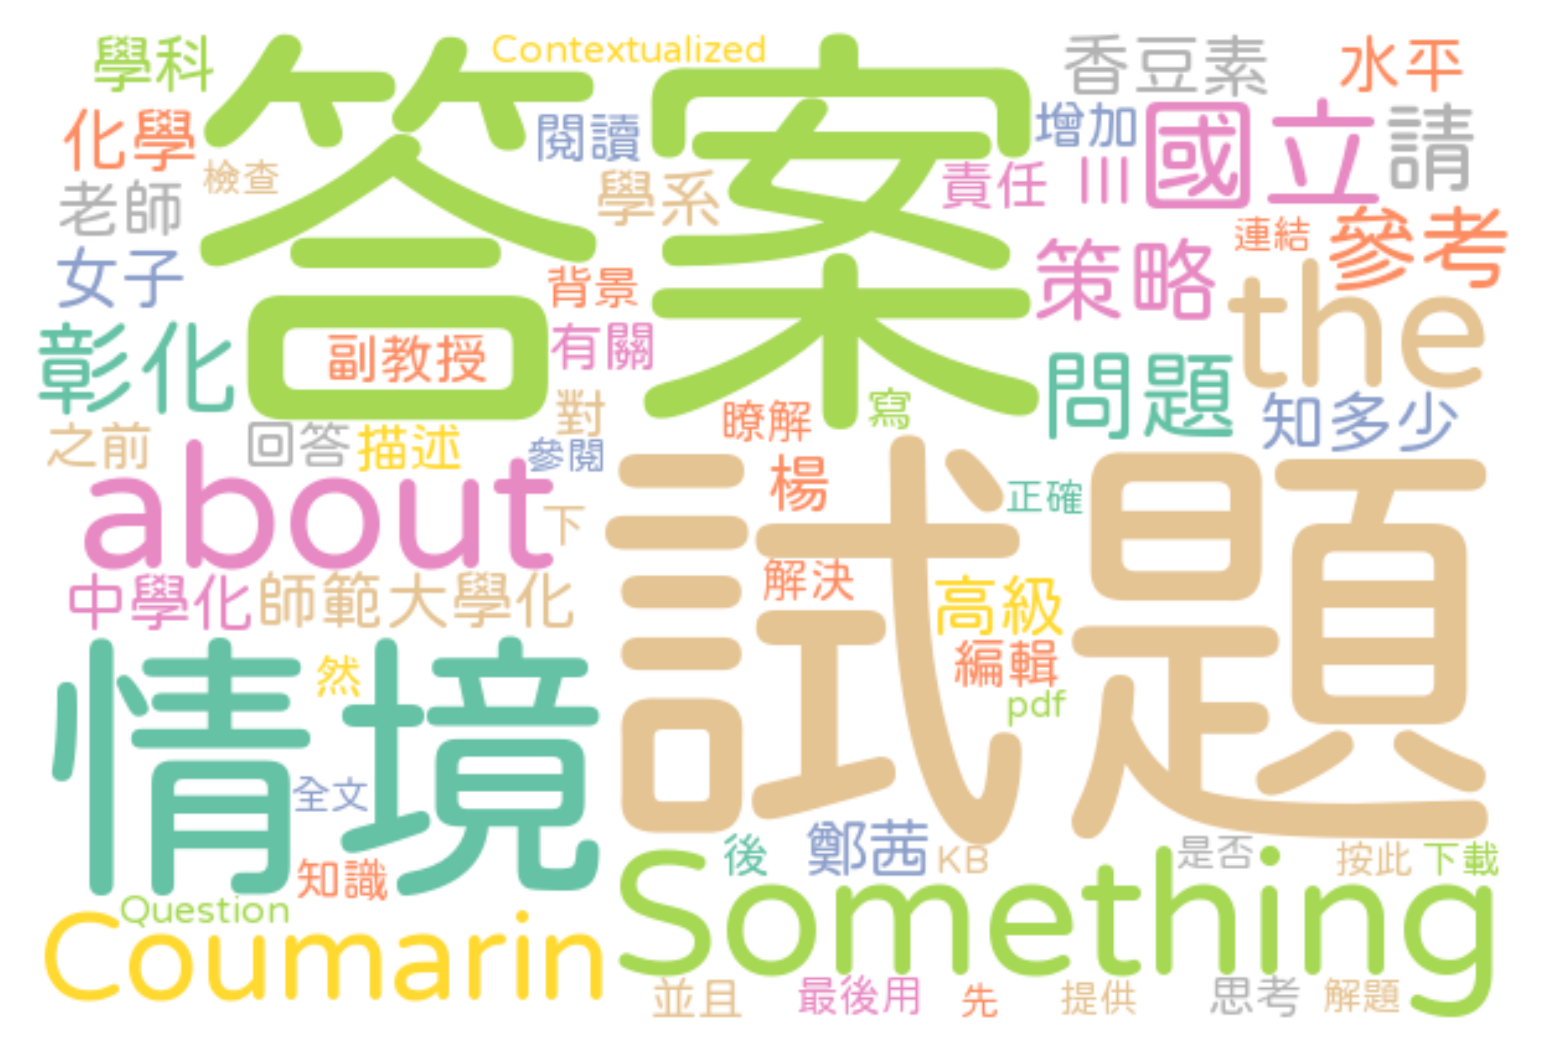 學科
Contextualized
香豆素
水平
答案
化學
閱讀
增加
國立
請
檢查
學系
責任
III
老師
女子
背景
策略
連結
參考
彰化
副教授
有關
the
問題
對
瞭解
寫
知多少
之前
回答
描述
參閱
about
下
楊
正確
試題
中學化
師範大學化
解決
高級
情境
然
編輯
pdf
全文
知識
後
鄭茜
KB
是否
按此
下載
Question
Something
Coumarin
並且
最後用
先
提供
思考
解題